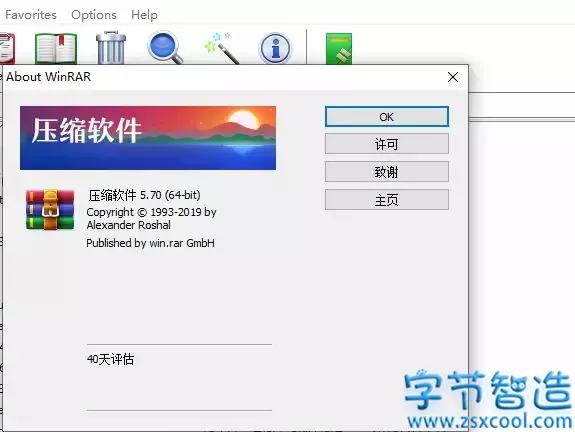 Favorites Options Help
About WinRAR
压缩软件
OK
许可
致谢
主页
压缩软件 5.70 (64-bit)
Copyright © 1993-2019 by
Alexander Roshal
Published by win.rar GmbH
40天评估
字节智造
www.zsxcool.com